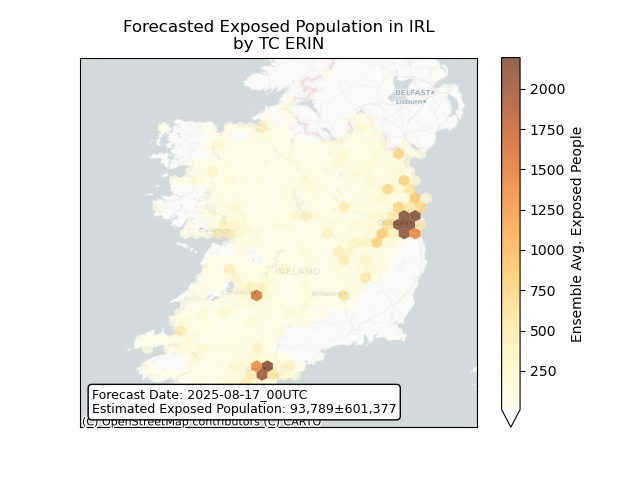 Forecasted Exposed Population in IRL
by TC ERIN
BELFAST
Lisburn
IRELAND
2000
1750
1500
1250
1000
750
500
250
Ensemble Avg. Exposed People
Forecast Date: 2025-08-17_00UTC
Estimated Exposed Population: 93,789±601,377
(C) OpenStreetMap contributors (C) CARTO